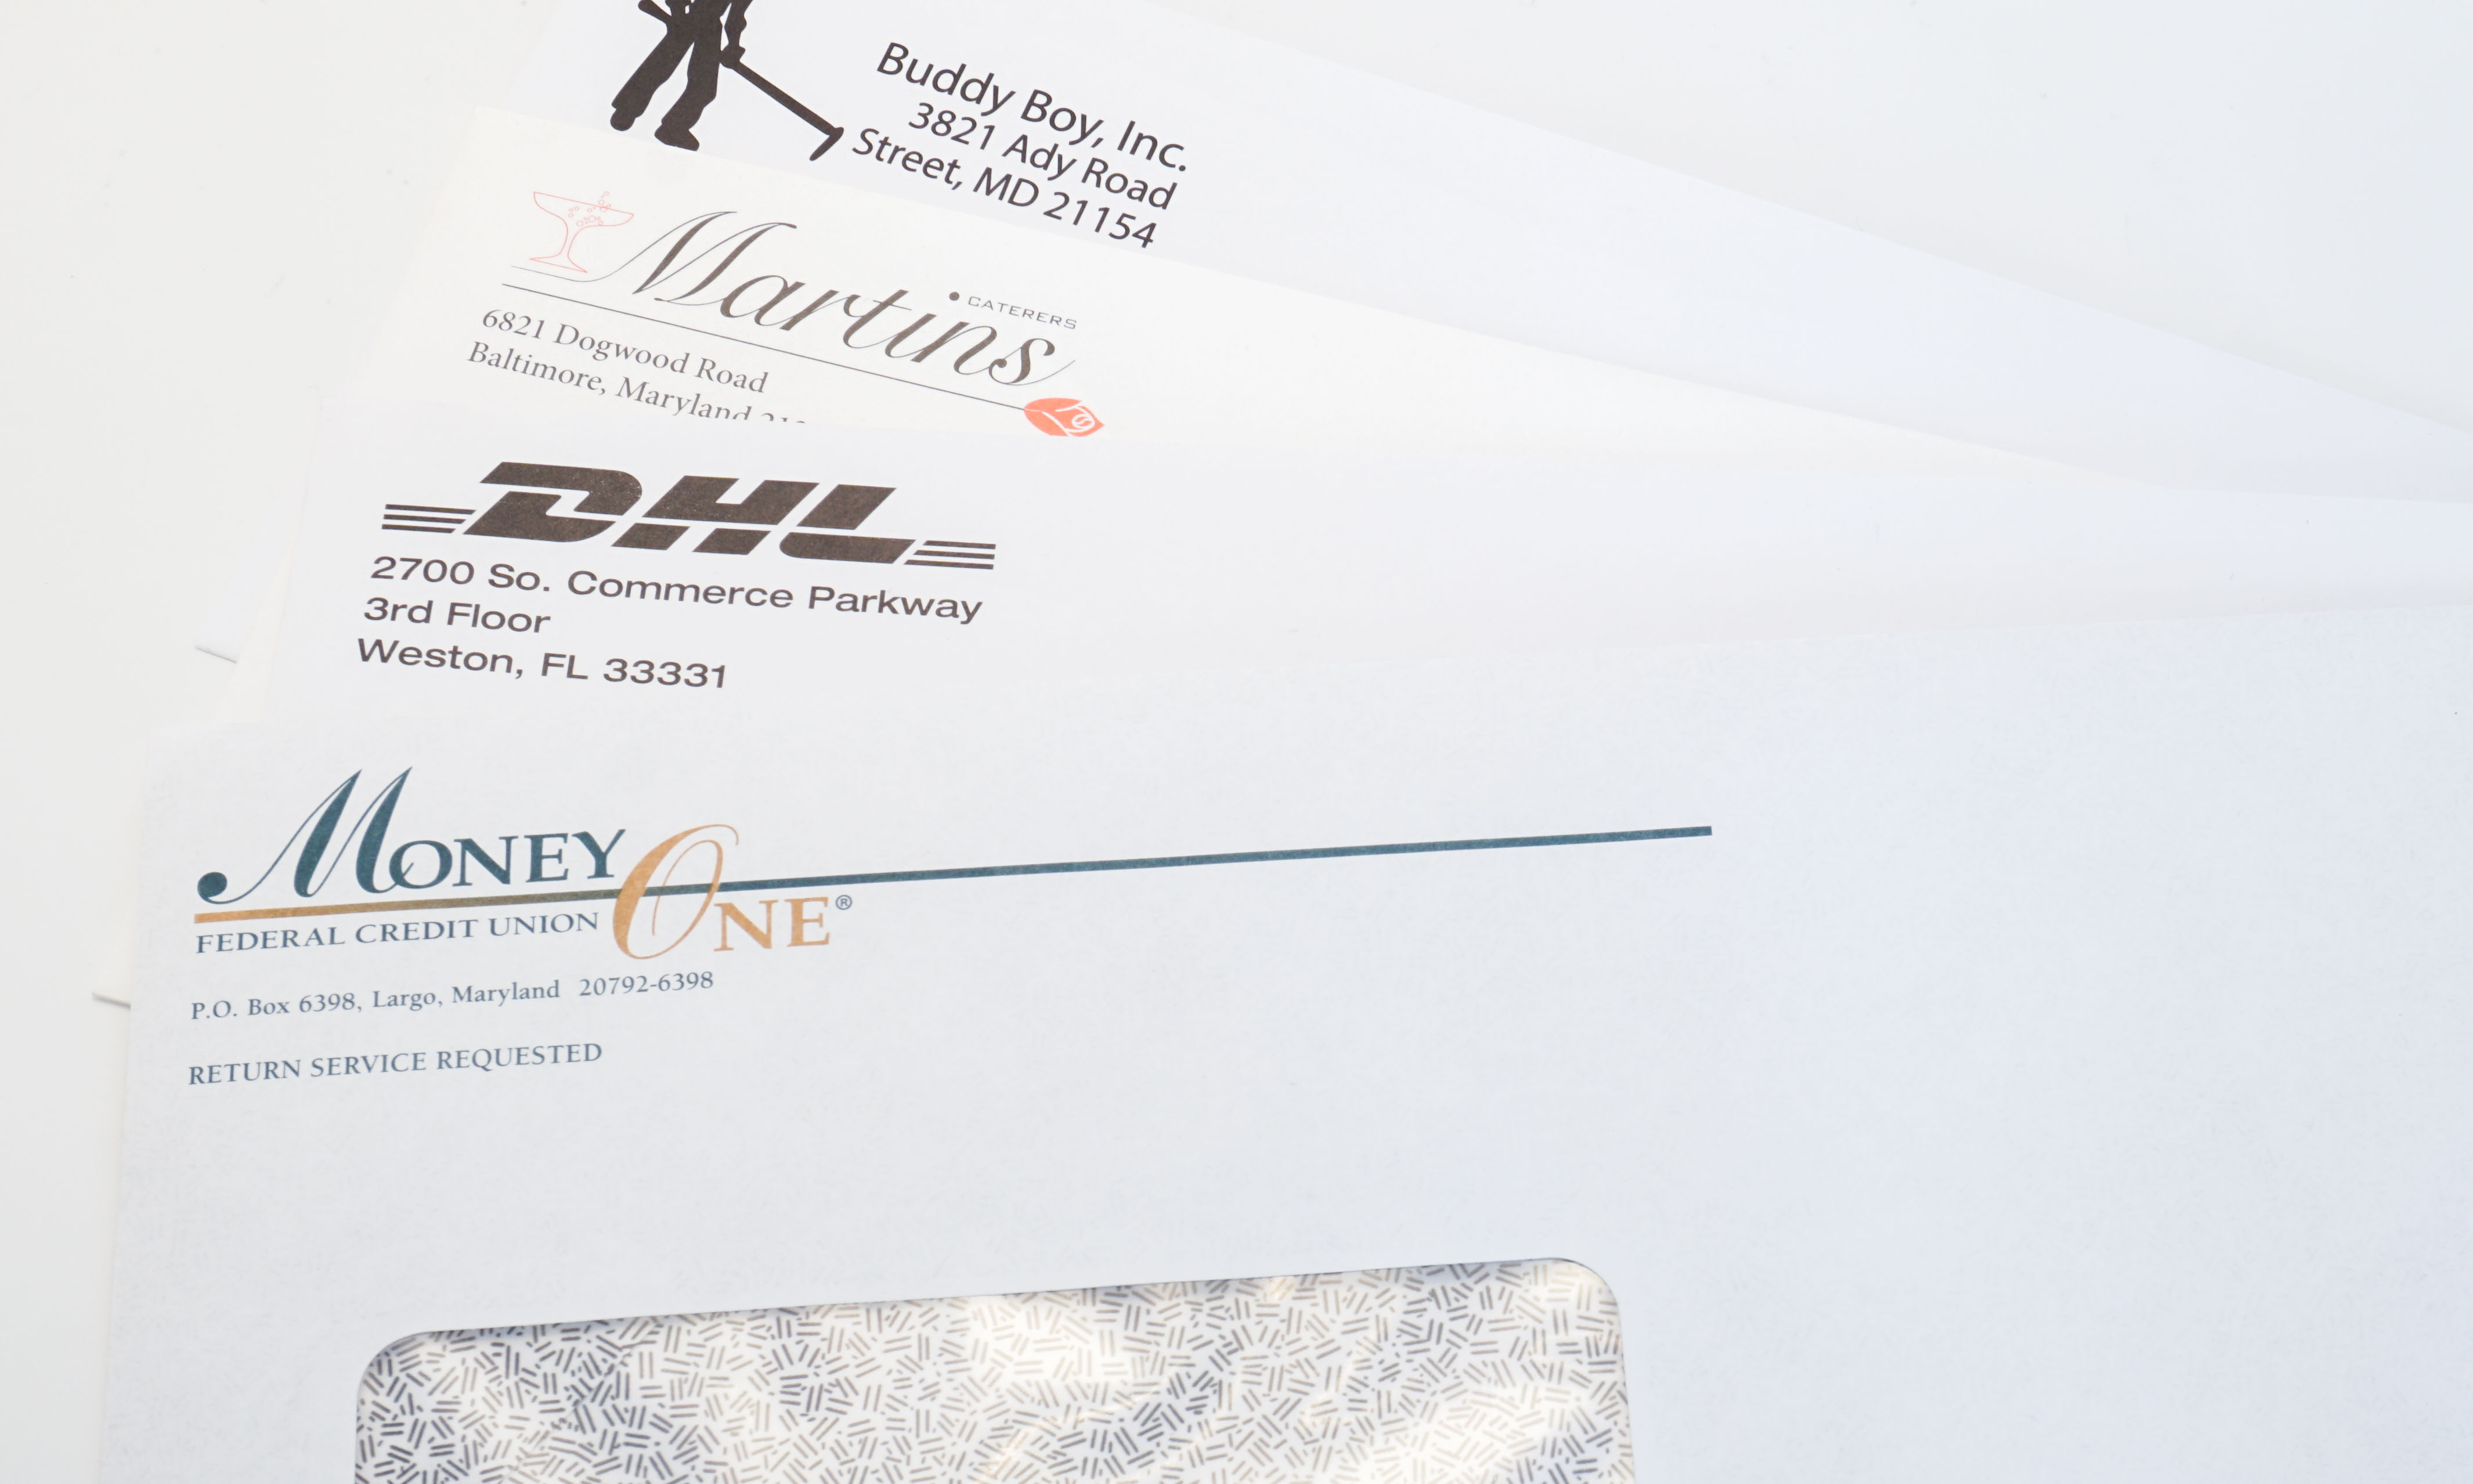 Buddy Boy, Inc.
3821 Ady Road
Street, MD 21154
Martins
• CATERERS
6821 Dogwood Road
Baltimore, Maryland
DHL
2700 So. Commerce Parkway
3rd Floor
Weston, FL 33331
MONEY ONE®
FEDERAL CREDIT UNION
P.O. Box 6398, Largo, Maryland 20792-6398
RETURN SERVICE REQUESTED